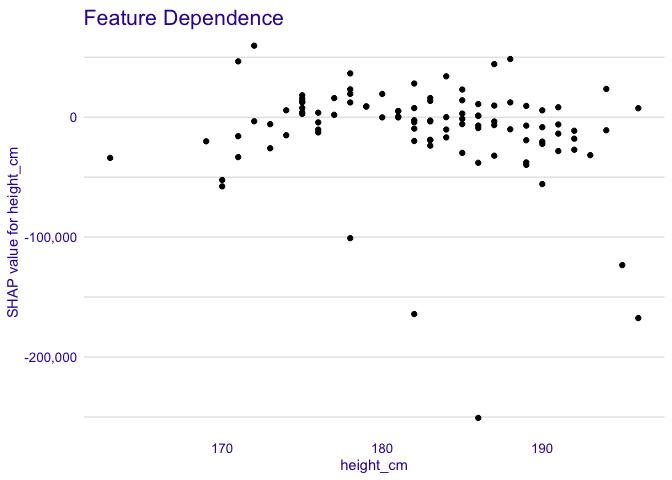 Feature Dependence
SHAP value for height_cm
0
-100,000
-200,000
170 180 190
height_cm